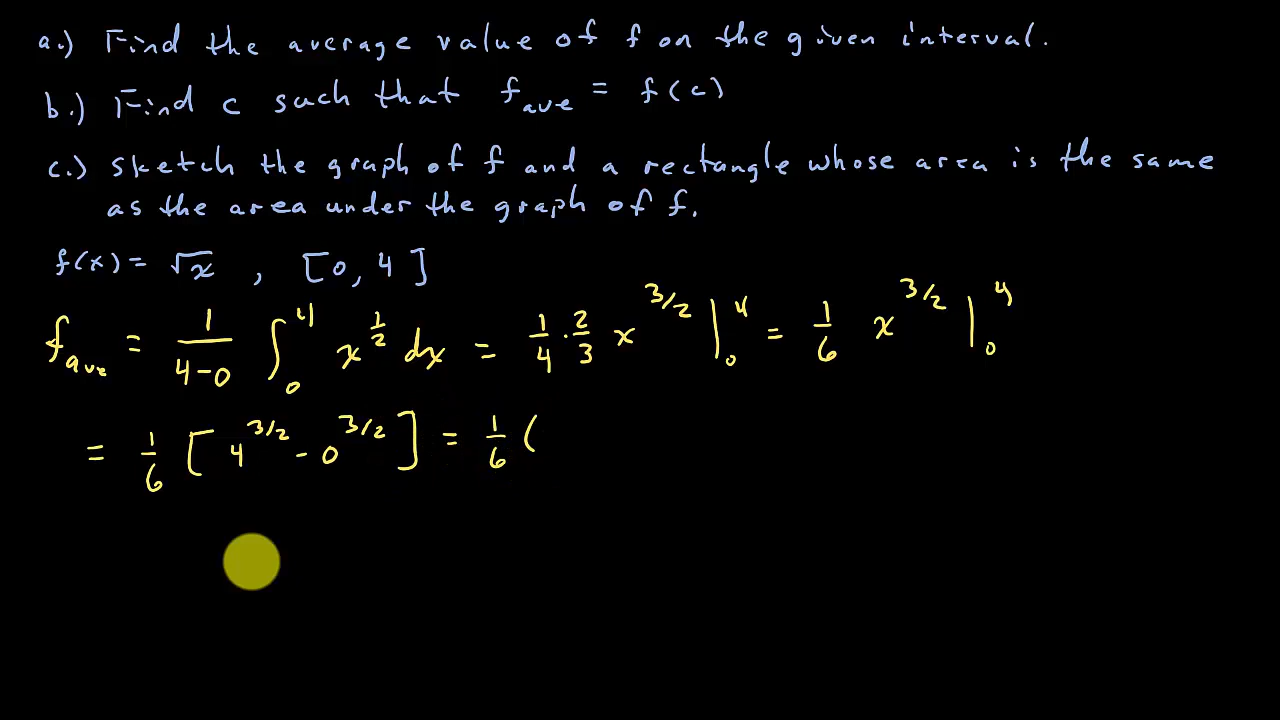 a.) Find the average value of f on the given interval.
b.) Find c such that f_ave = f(c)
c.) Sketch the graph of f and a rectangle whose area is the same
as the area under the graph of f.
f(x) = √x , [0, 4]
f_ave = 1/(4-0) ∫_0^4 x^(1/2) dx = 1/4 · 2/3 x^(3/2) |_0^4 = 1/6 x^(3/2) |_0^4
= 1/6 [4^(3/2) - 0^(3/2)] = 1/6 (